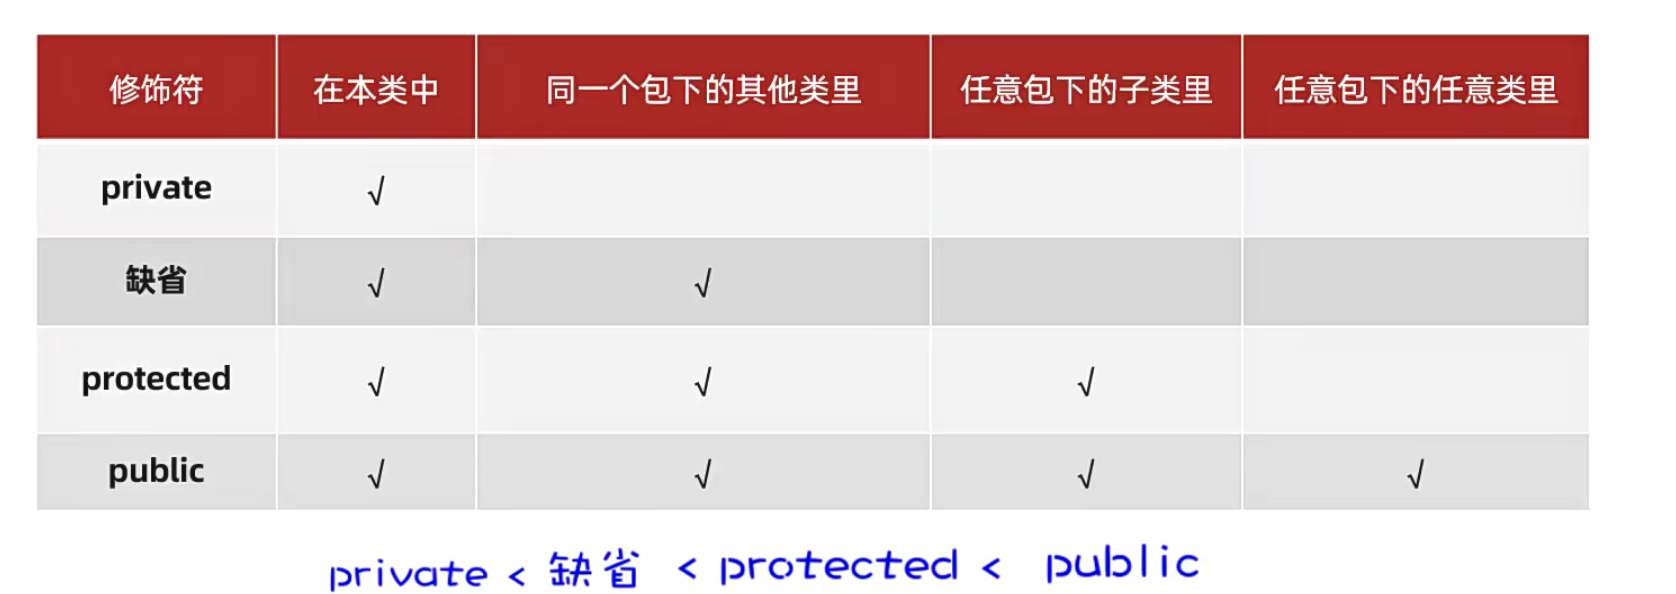 修饰符 在本类中 同一个包下的其他类里 任意包下的子类里 任意包下的任意类里
private √
缺省 √ √
protected √ √ √
public √ √ √ √
private < 缺省 < protected < public